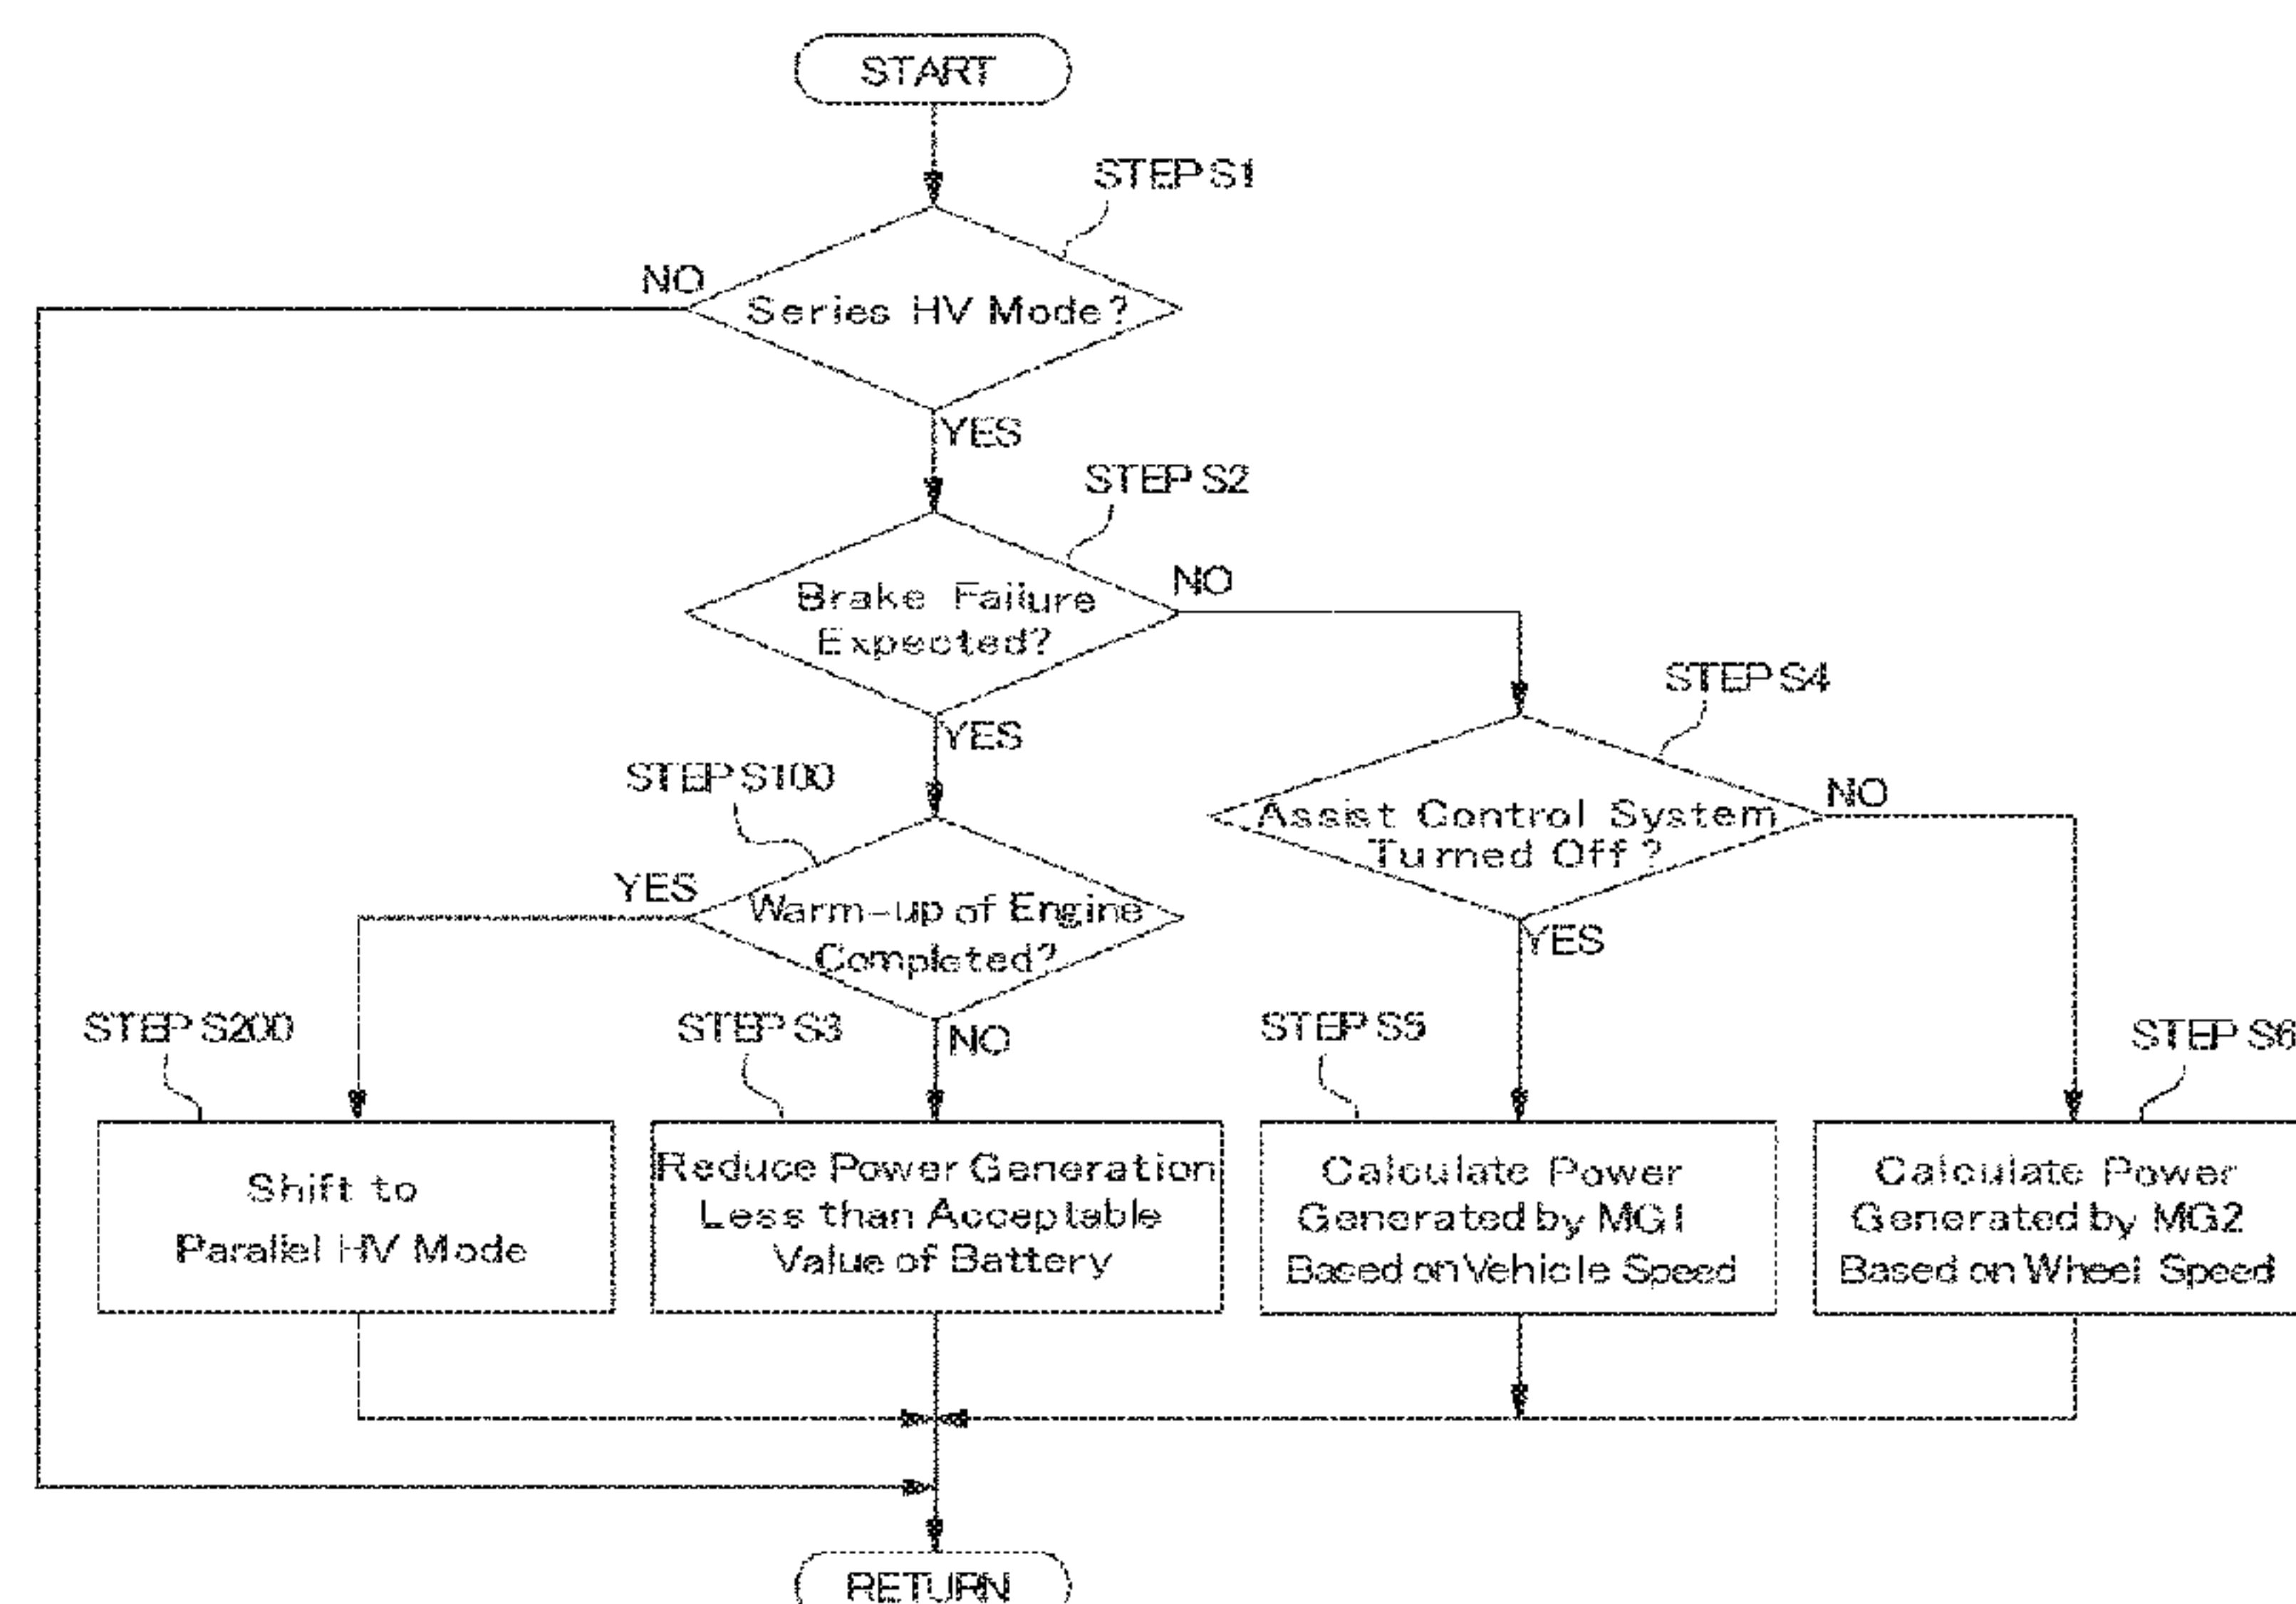 START
STEP S1
NO
Series HV Mode?
YES
STEP S2
Brake Failure
Expected?
NO
YES
STEP S4
Assist Control System
Turned Off?
NO
YES
STEP S100
YES
Warm-up of Engine
Completed?
NO
STEP S200
Shift to
Parallel HV Mode
STEP S3
Reduce Power Generation
Less than Acceptable
Value of Battery
STEP S5
Calculate Power
Generated by MG1
Based on Vehicle Speed
STEP S6
Calculate Power
Generated by MG2
Based on Wheel Speed
RETURN